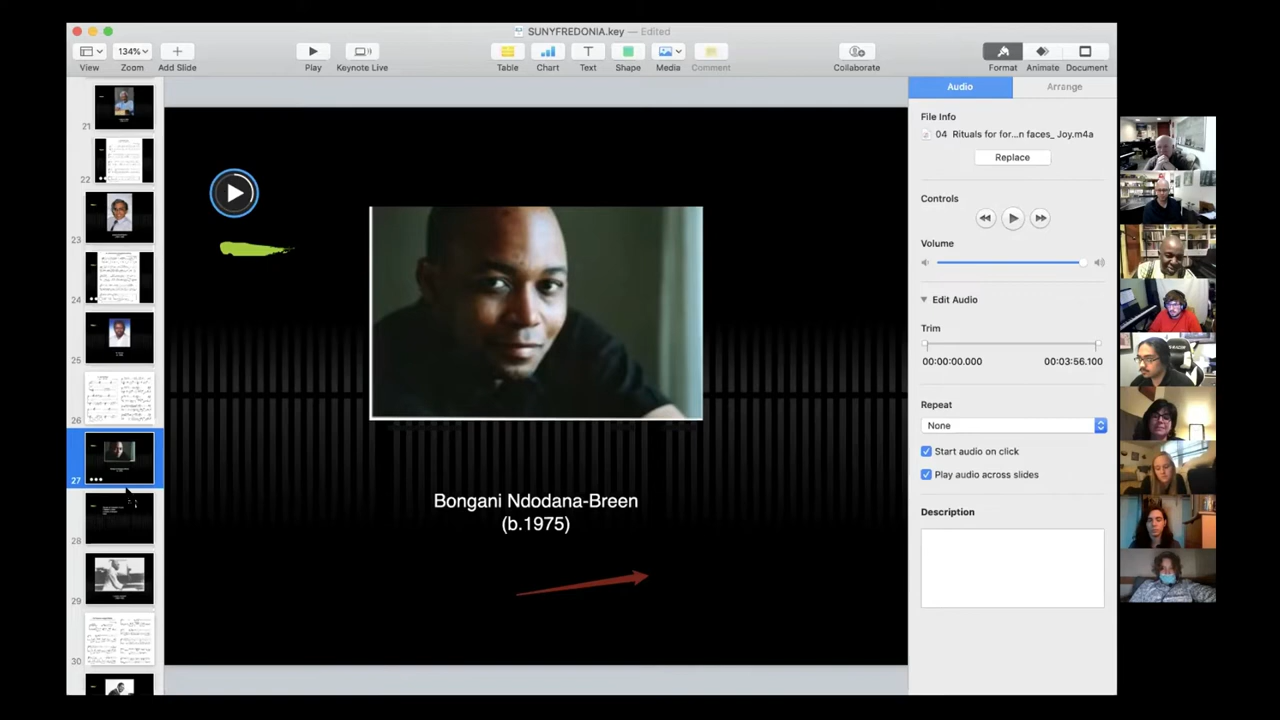 SUNYFREDONIA.key — Edited
134%
View
Zoom
Add Slide
Play
Keynote Live
Table
Chart
Text
Shape
Media
Comment
Collaborate
Format
Animate
Document
Audio
Arrange
File Info
04 Rituals for for...n faces_ Joy.m4a
Replace
Controls
Volume
Edit Audio
Trim
00:00:00.000
00:03:56.100
Repeat
None
Start audio on click
Play audio across slides
Description
Bongani Ndodana-Breen
(b.1975)
21
22
23
24
25
26
27
28
29
30